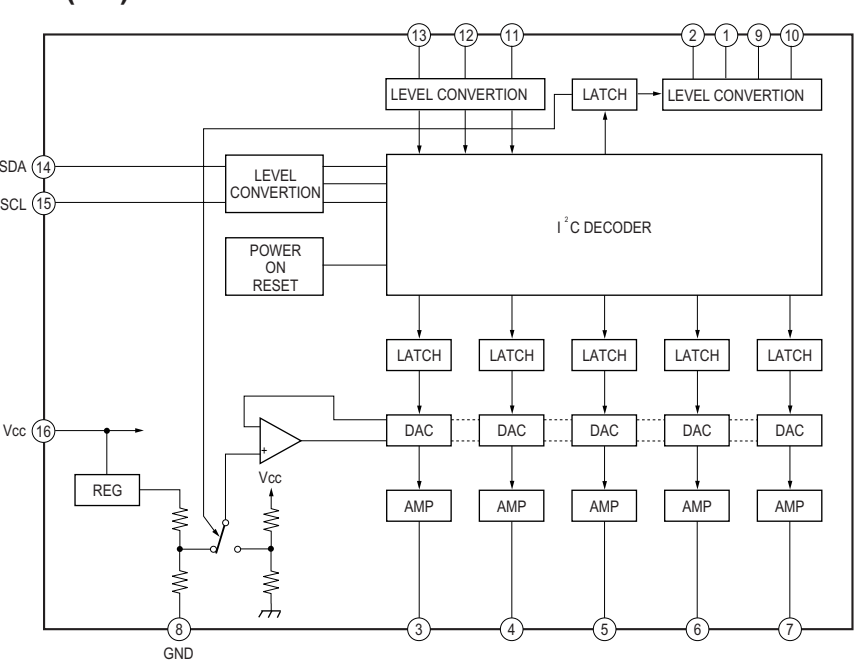 13 12 11 2 1 9 10
LEVEL CONVERTION
LATCH
LEVEL CONVERTION
SDA 14
SCL 15
LEVEL
CONVERTION
I²C DECODER
POWER
ON
RESET
LATCH LATCH LATCH LATCH LATCH
Vcc 16
DAC DAC DAC DAC DAC
+
Vcc
REG
AMP AMP AMP AMP AMP
8 3 4 5 6 7
GND